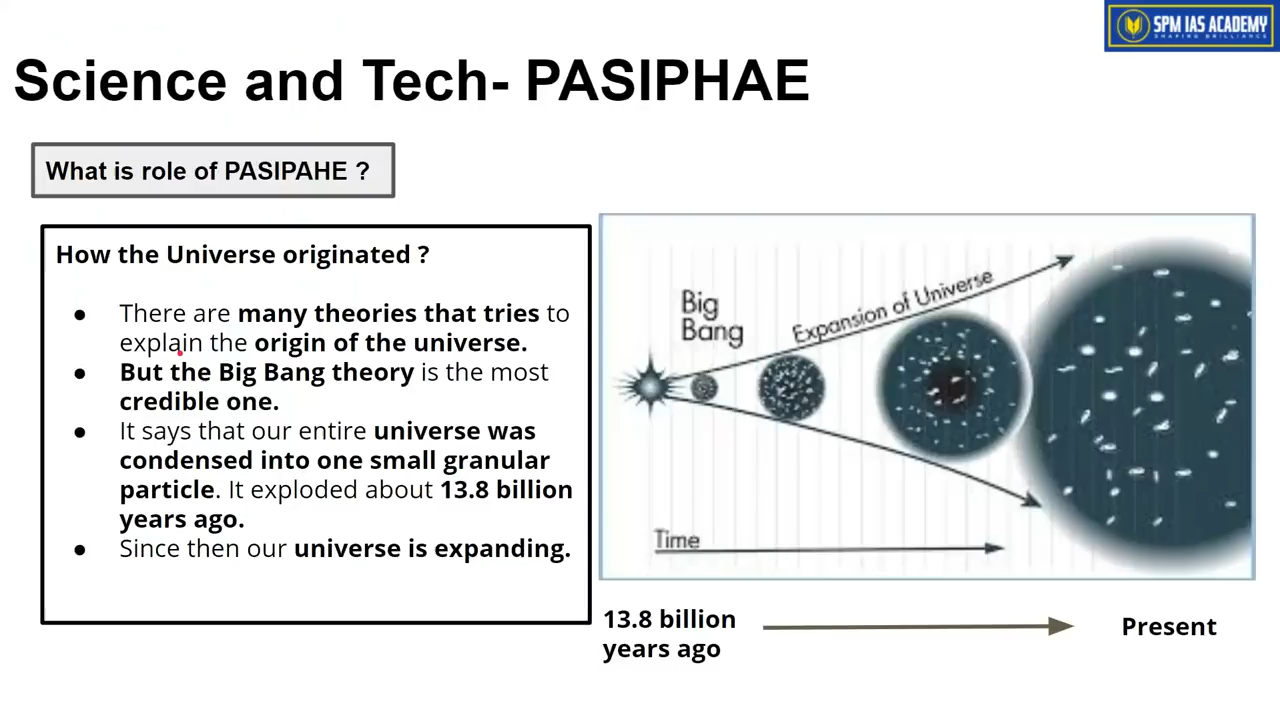 SPM IAS ACADEMY
SHAPING BRILLIANCE
Science and Tech- PASIPHAE
What is role of PASIPAHE ?
How the Universe originated ?
● There are many theories that tries to
explain the origin of the universe.
● But the Big Bang theory is the most
credible one.
● It says that our entire universe was
condensed into one small granular
particle. It exploded about 13.8 billion
years ago.
● Since then our universe is expanding.
Big
Bang
Expansion of Universe
Time
13.8 billion
years ago
Present